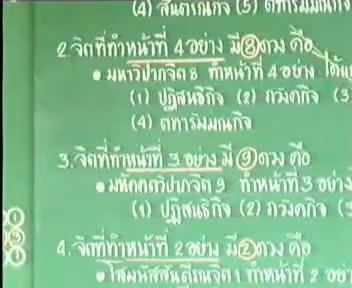 (4) สันตีรณกิจ (5) ตทารัมมณกิจ
2. จิตที่ทำหน้าที่ 4 อย่าง มี 8 ดวง คือ
• มหาวิปากจิต 8 ทำหน้าที่ 4 อย่าง ได้แก่
(1) ปฏิสนธิกิจ (2) ภวังคกิจ (3)
(4) ตทารัมมณกิจ
3. จิตที่ทำหน้าที่ 3 อย่าง มี 9 ดวง คือ
• มหัคคตวิปากจิต 9 ทำหน้าที่ 3 อย่าง
(1) ปฏิสนธิกิจ (2) ภวังคกิจ (3)
4. จิตที่ทำหน้าที่ 2 อย่าง มี 2 ดวง คือ
• โสมนัสสันตีรณจิต 1 ทำหน้าที่ 2 อย่าง